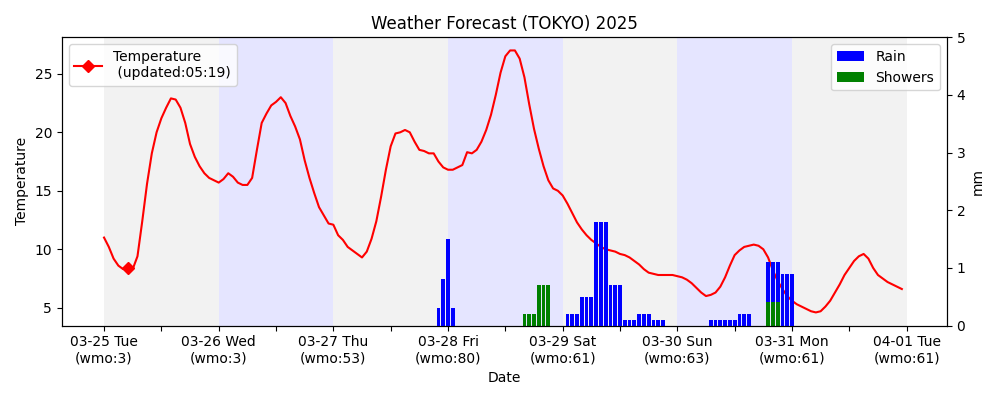 Weather Forecast (TOKYO) 2025
Temperature
(updated:05:19)
Rain
Showers
25
20
15
10
5
Temperature
5
4
3
2
1
0
mm
03-25 Tue
(wmo:3)
03-26 Wed
(wmo:3)
03-27 Thu
(wmo:53)
03-28 Fri
(wmo:80)
03-29 Sat
(wmo:61)
03-30 Sun
(wmo:63)
03-31 Mon
(wmo:61)
04-01 Tue
(wmo:61)
Date